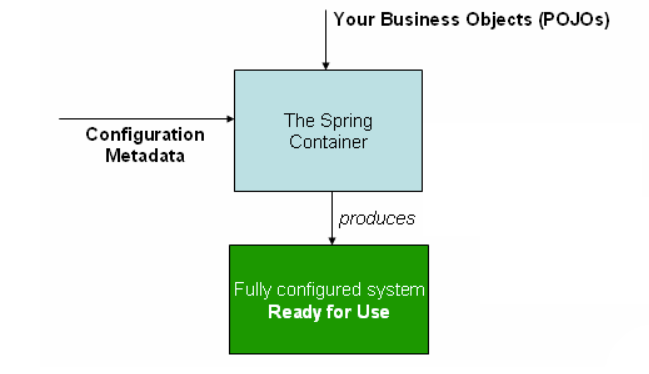 Your Business Objects (POJOs)
The Spring
Container
Configuration
Metadata
produces
Fully configured system
Ready for Use